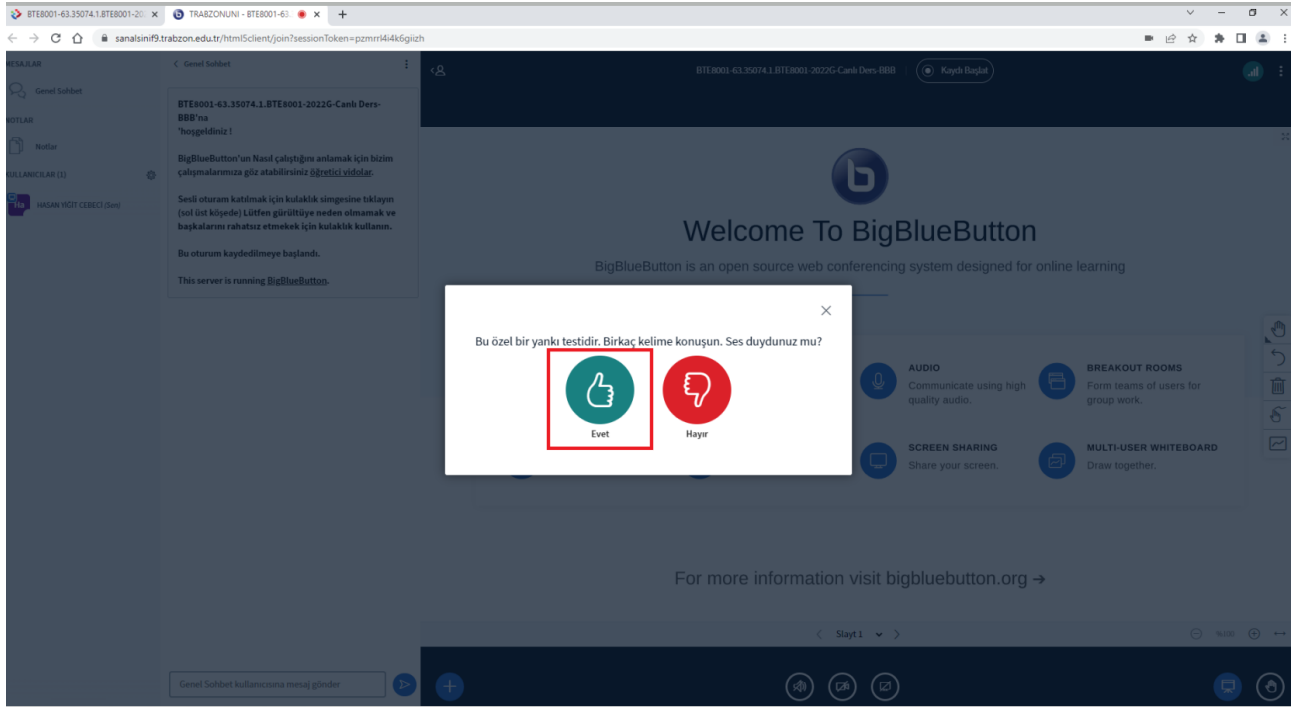 BTE8001-63.35074.1.BTE8001-202
TRABZONUNI - BTE8001-63.
sanalsinif9.trabzon.edu.tr/html5client/join?sessionToken=pzmrrl4i4k6giizh
MESAJLAR
Genel Sohbet
NOTLAR
Notlar
KULLANICILAR (1)
Ha
HASAN YİĞİT CEBECİ (Sen)
Genel Sohbet
BTE8001-63.35074.1.BTE8001-2022G-Canlı Ders-
BBB'na
'hoşgeldiniz !
BigBlueButton'un Nasıl çalıştığını anlamak için bizim
çalışmalarımıza göz atabilirsiniz öğretici vidolar.
Sesli oturam katılmak için kulaklık simgesine tıklayın
(sol üst köşede) Lütfen gürültüye neden olmamak ve
başkalarını rahatsız etmekek için kulaklık kullanın.
Bu oturum kaydedilmeye başlandı.
This server is running BigBlueButton.
Genel Sohbet kullanıcısına mesaj gönder
BTE8001-63.35074.1.BTE8001-2022G-Canlı Ders-BBB
Kaydı Başlat
b
Welcome To BigBlueButton
BigBlueButton is an open source web conferencing system designed for online learning
Bu özel bir yankı testidir. Birkaç kelime konuşun. Ses duydunuz mu?
Evet
Hayır
AUDIO
Communicate using high
quality audio.
BREAKOUT ROOMS
Form teams of users for
group work.
SCREEN SHARING
Share your screen.
MULTI-USER WHITEBOARD
Draw together.
For more information visit bigbluebutton.org →
Slayt 1
%100